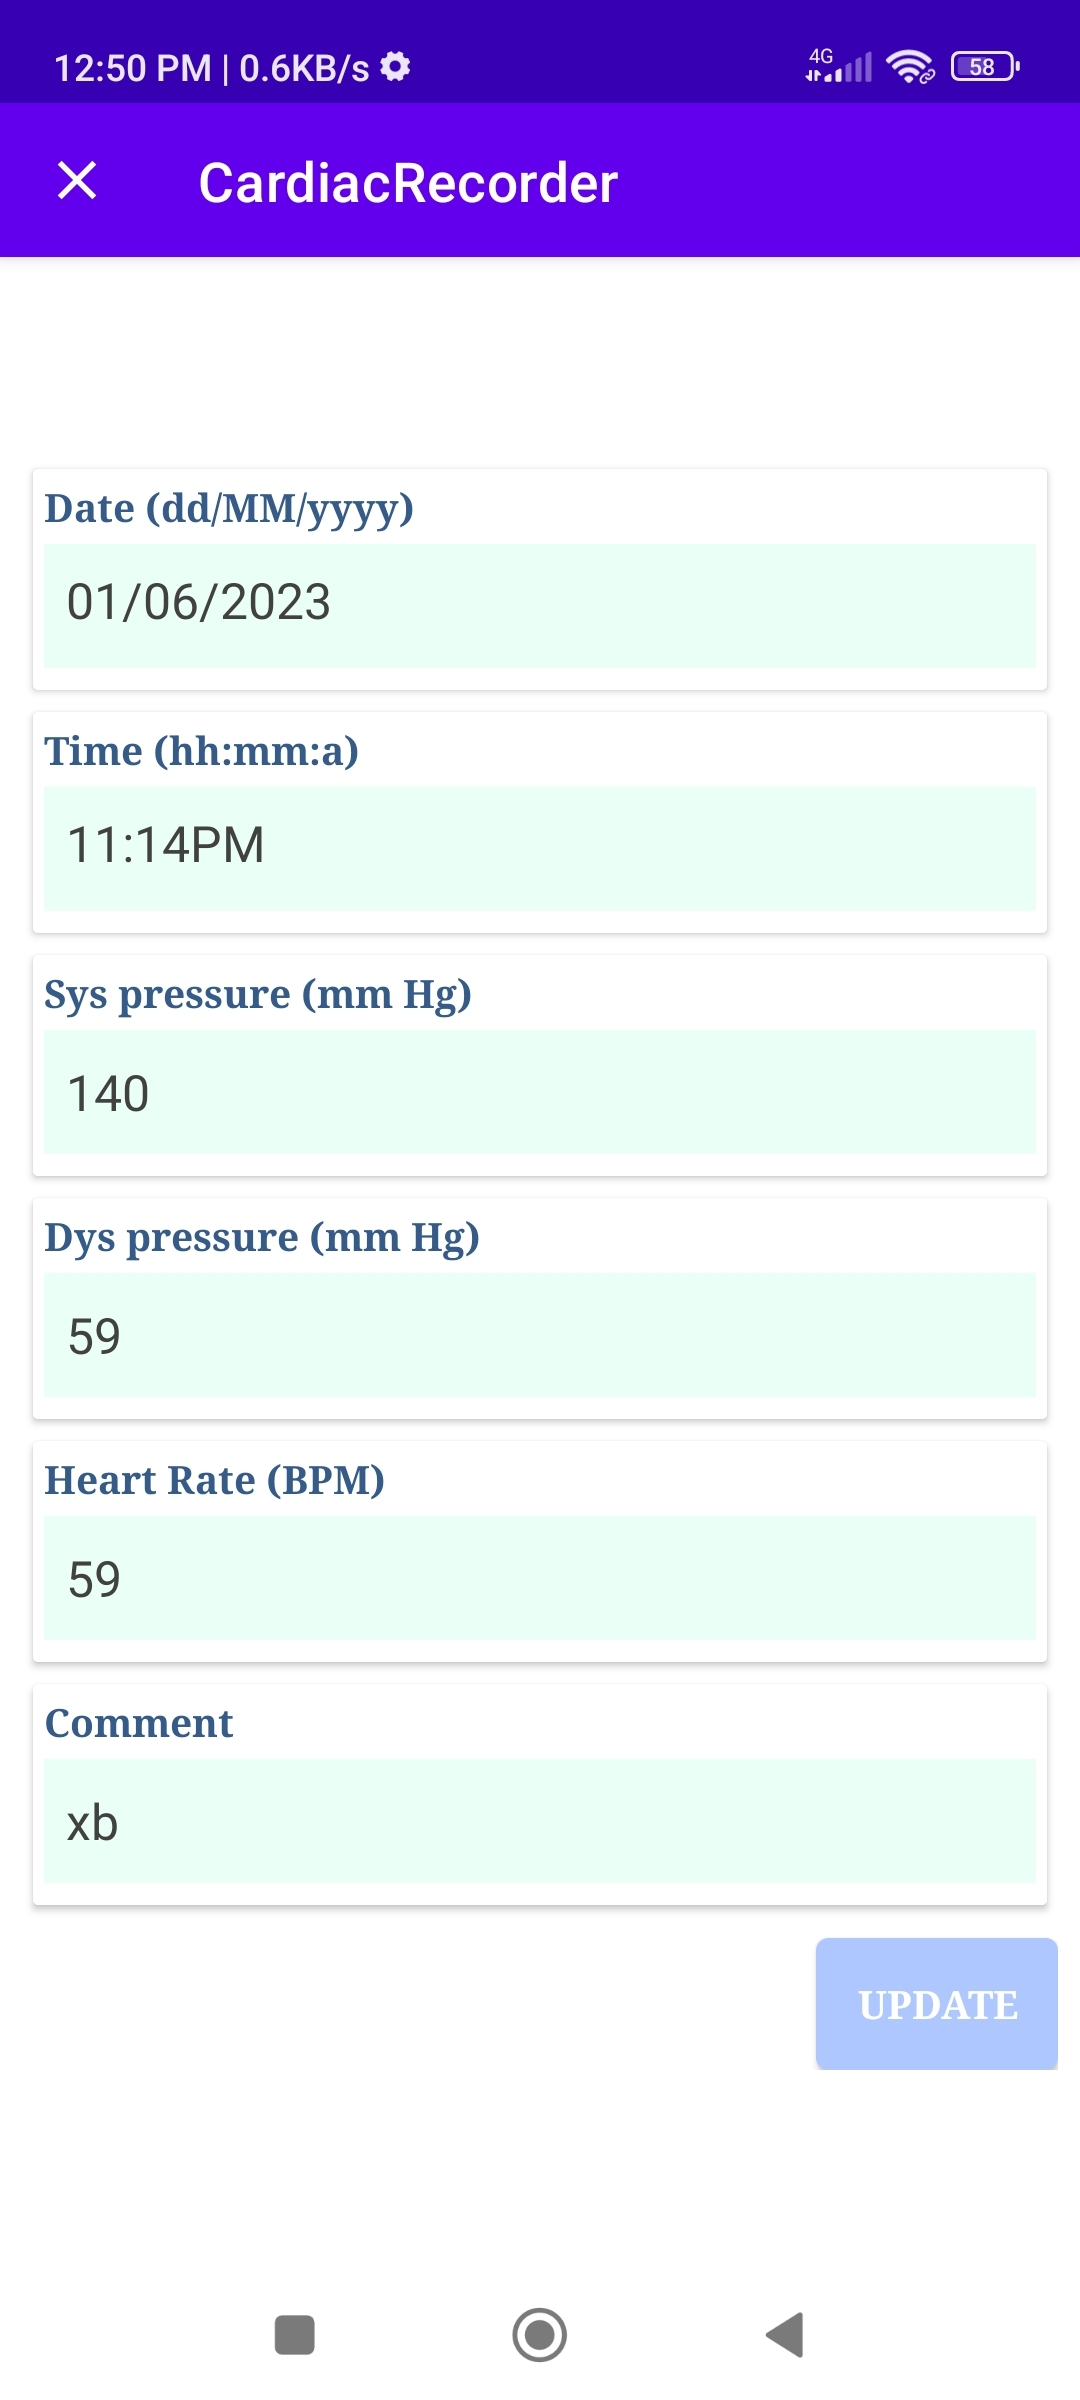 12:50 PM | 0.6KB/s 4G 58
CardiacRecorder
Date (dd/MM/yyyy)
01/06/2023
Time (hh:mm:a)
11:14PM
Sys pressure (mm Hg)
140
Dys pressure (mm Hg)
59
Heart Rate (BPM)
59
Comment
xb
UPDATE